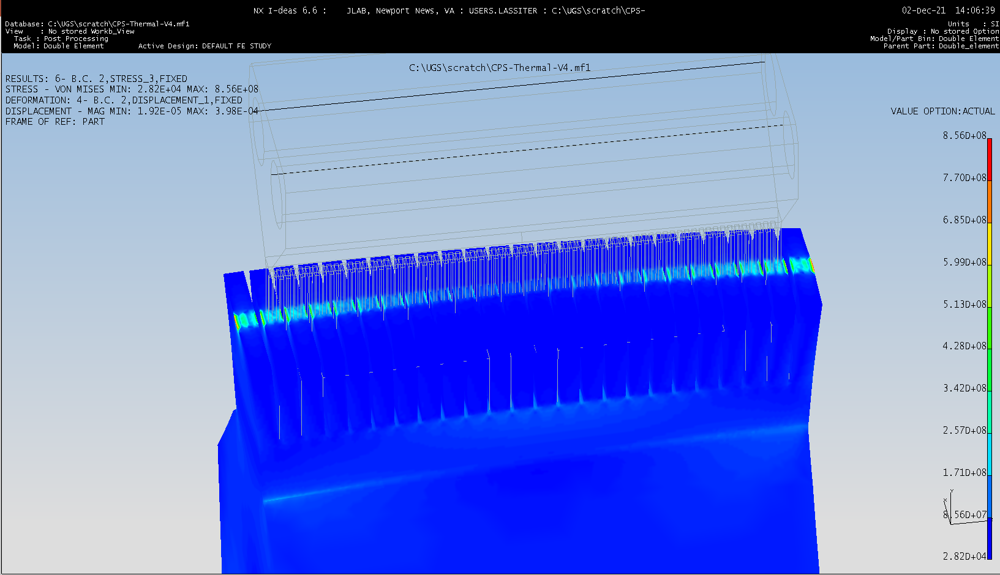 NX I-deas 6.6 :    JLAB, Newport News, VA : USERS.LASSITER : C:\UGS\scratch\CPS-
02-Dec-21  14:06:39
Database: C:\UGS\scratch\CPS-Thermal-V4.mf1
Units   : SI
View    : No stored Workb_View
Display : No stored Option
Task : Post Processing
Model/Part Bin: Double Element
Model: Double Element        Active Design: DEFAULT FE STUDY
Parent Part: Double_element
C:\UGS\scratch\CPS-Thermal-V4.mf1
RESULTS: 6- B.C. 2,STRESS_3,FIXED
STRESS - VON MISES MIN: 2.82E+04 MAX: 8.56E+08
DEFORMATION: 4- B.C. 2,DISPLACEMENT_1,FIXED
DISPLACEMENT - MAG MIN: 1.92E-05 MAX: 3.98E-04
FRAME OF REF: PART
VALUE OPTION:ACTUAL
8.56D+08
7.70D+08
6.85D+08
5.99D+08
5.13D+08
4.28D+08
3.42D+08
2.57D+08
1.71D+08
Y
X
8.56D+07
2.82D+04